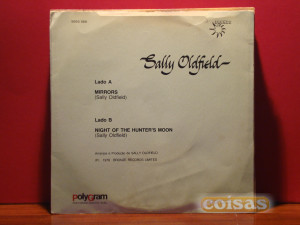 Sally Oldfield
Lado A
MIRRORS
(Sally Oldfield)
Lado B
NIGHT OF THE HUNTER'S MOON
(Sally Oldfield)
polygram
coisas